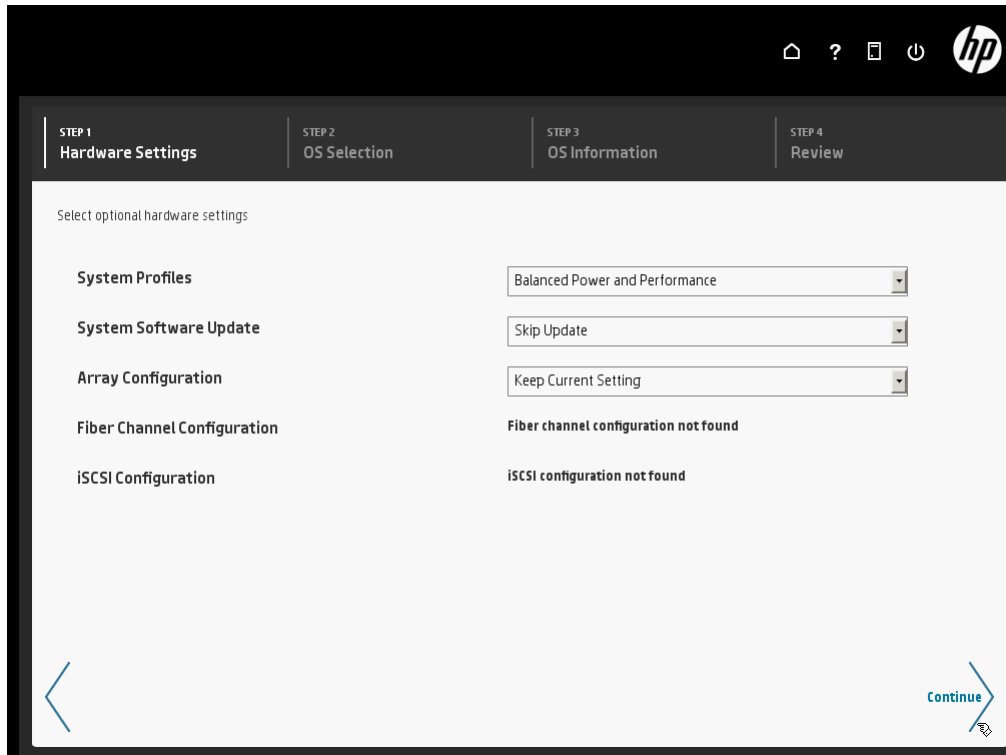 ? hp
STEP 1 STEP 2 STEP 3 STEP 4
Hardware Settings OS Selection OS Information Review
Select optional hardware settings
System Profiles Balanced Power and Performance
System Software Update Skip Update
Array Configuration Keep Current Setting
Fiber Channel Configuration Fiber channel configuration not found
iSCSI Configuration iSCSI configuration not found
Continue